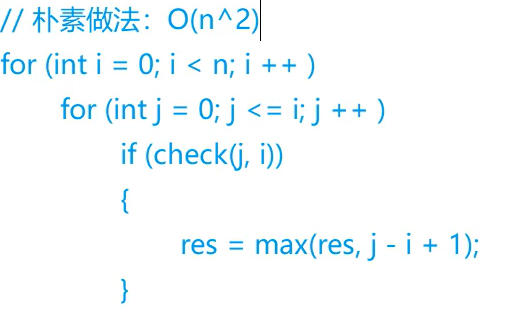 // 朴素做法：O(n^2)
for (int i = 0; i < n; i ++ )
for (int j = 0; j <= i; j ++ )
if (check(j, i))
{
res = max(res, j - i + 1);
}